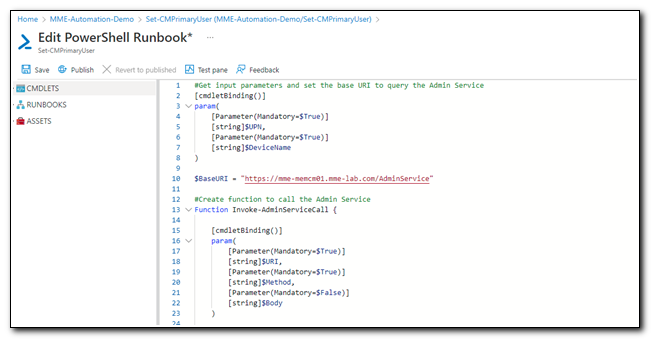 Home > MME-Automation-Demo > Set-CMPrimaryUser (MME-Automation-Demo/Set-CMPrimaryUser) >
Edit PowerShell Runbook* ...
Set-CMPrimaryUser
Save Publish Revert to published Test pane Feedback
CMDLETS
RUNBOOKS
ASSETS
1 #Get input parameters and set the base URI to query the Admin Service
2 [cmdletBinding()]
3 param(
4 [Parameter(Mandatory=$True)]
5 [string]$UPN,
6 [Parameter(Mandatory=$True)]
7 [string]$DeviceName
8 )
9
10 $BaseURI = "https://mme-memcm01.mme-lab.com/AdminService"
11
12 #Create function to call the Admin Service
13 Function Invoke-AdminServiceCall {
14
15 [cmdletBinding()]
16 param(
17 [Parameter(Mandatory=$True)]
18 [string]$URI,
19 [Parameter(Mandatory=$True)]
20 [string]$Method,
21 [Parameter(Mandatory=$False)]
22 [string]$Body
23 )
24